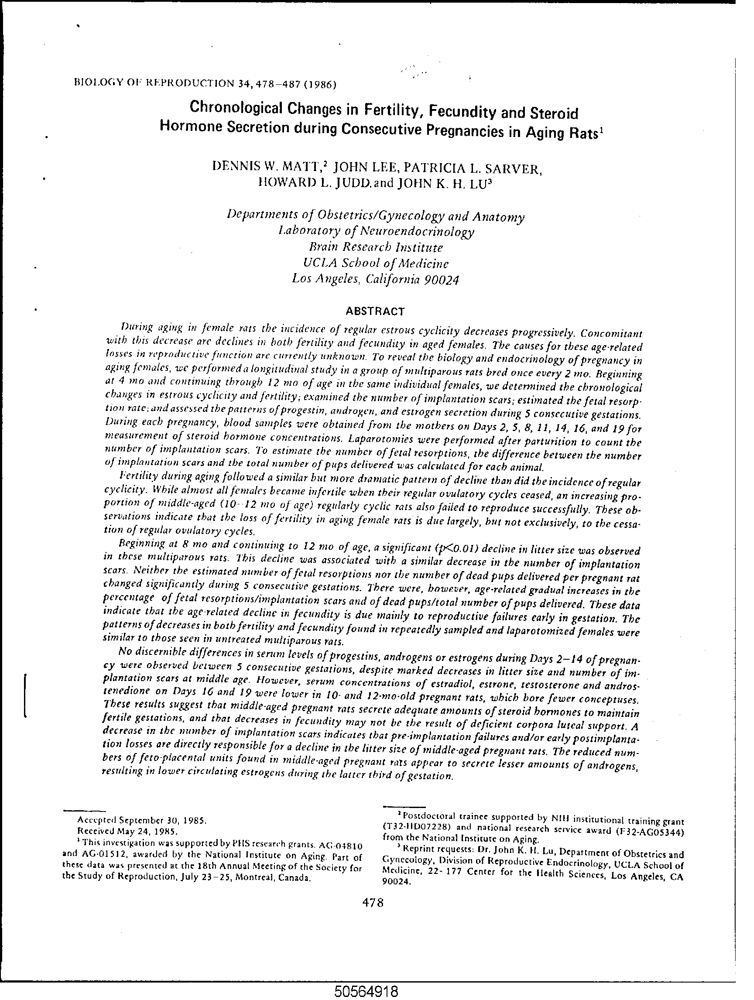 BIOLOGY OF REPRODUCTION 34, 478–487 (1986)
Chronological Changes in Fertility, Fecundity and Steroid
Hormone Secretion during Consecutive Pregnancies in Aging Rats¹
DENNIS W. MATT,² JOHN LEE, PATRICIA L. SARVER,
HOWARD L. JUDD, and JOHN K. H. LU³
Departments of Obstetrics/Gynecology and Anatomy
Laboratory of Neuroendocrinology
Brain Research Institute
UCLA School of Medicine
Los Angeles, California 90024
ABSTRACT
During aging in female rats the incidence of regular estrous cyclicity decreases progressively. Concomitant
with this decrease are declines in both fertility and fecundity in aged females. The causes for these age-related
losses in reproductive function are currently unknown. To reveal the biology and endocrinology of pregnancy in
aging females, we performed a longitudinal study in a group of multiparous rats bred once every 2 mo. Beginning
at 4 mo and continuing through 12 mo of age in the same individual females, we determined the chronological
changes in estrous cyclicity and fertility; examined the number of implantation scars; estimated the fetal resorp-
tion rate; and assessed the patterns of progestin, androgen, and estrogen secretion during 5 consecutive gestations.
During each pregnancy, blood samples were obtained from the mothers on Days 2, 5, 8, 11, 14, 16, and 19 for
measurement of steroid hormone concentrations. Laparotomies were performed after parturition to count the
number of implantation scars. To estimate the number of fetal resorptions, the difference between the number
of implantation scars and the total number of pups delivered was calculated for each animal.
Fertility during aging followed a similar but more dramatic pattern of decline than did the incidence of regular
cyclicity. While almost all females became infertile when their regular ovulatory cycles ceased, an increasing pro-
portion of middle-aged (10–12 mo of age) regularly cyclic rats also failed to reproduce successfully. These ob-
servations indicate that the loss of fertility in aging female rats is due largely, but not exclusively, to the cessa-
tion of regular ovulatory cycles.
Beginning at 8 mo and continuing to 12 mo of age, a significant (p<0.01) decline in litter size was observed
in these multiparous rats. This decline was associated with a similar decrease in the number of implantation
scars. Neither the estimated number of fetal resorptions nor the number of dead pups delivered per pregnant rat
changed significantly during 5 consecutive gestations. There were, however, age-related gradual increases in the
percentage of fetal resorptions/implantation scars and of dead pups/total number of pups delivered. These data
indicate that the age-related decline in fecundity is due mainly to reproductive failures early in gestation. The
patterns of decreases in both fertility and fecundity found in repeatedly sampled and laparotomized females were
similar to those seen in untreated multiparous rats.
No discernible differences in serum levels of progestins, androgens or estrogens during Days 2–14 of pregnan-
cy were observed between 5 consecutive gestations, despite marked decreases in litter size and number of im-
plantation scars at middle age. However, serum concentrations of estradiol, estrone, testosterone and andros-
tenedione on Days 16 and 19 were lower in 10- and 12-mo-old pregnant rats, which bore fewer conceptuses.
These results suggest that middle-aged pregnant rats secrete adequate amounts of steroid hormones to maintain
fertile gestations, and that decreases in fecundity may not be the result of deficient corpora luteal support. A
decrease in the number of implantation scars indicates that pre-implantation failures and/or early postimplanta-
tion losses are directly responsible for a decline in the litter size of middle-aged pregnant rats. The reduced num-
bers of feto-placental units found in middle-aged pregnant rats appear to secrete lesser amounts of androgens,
resulting in lower circulating estrogens during the latter third of gestation.
Accepted September 30, 1985.
Received May 24, 1985.
¹This investigation was supported by PHS research grants. AG-04810
and AG-01512, awarded by the National Institute on Aging. Part of
these data was presented at the 18th Annual Meeting of the Society for
the Study of Reproduction, July 23–25, Montreal, Canada.
²Postdoctoral trainee supported by NIH institutional training grant
(T32-HD07228) and national research service award (F32-AG05344)
from the National Institute on Aging.
³Reprint requests: Dr. John K. H. Lu, Department of Obstetrics and
Gynecology, Division of Reproductive Endocrinology, UCLA School of
Medicine, 22-177 Center for the Health Sciences, Los Angeles, CA
90024.
478
50564918